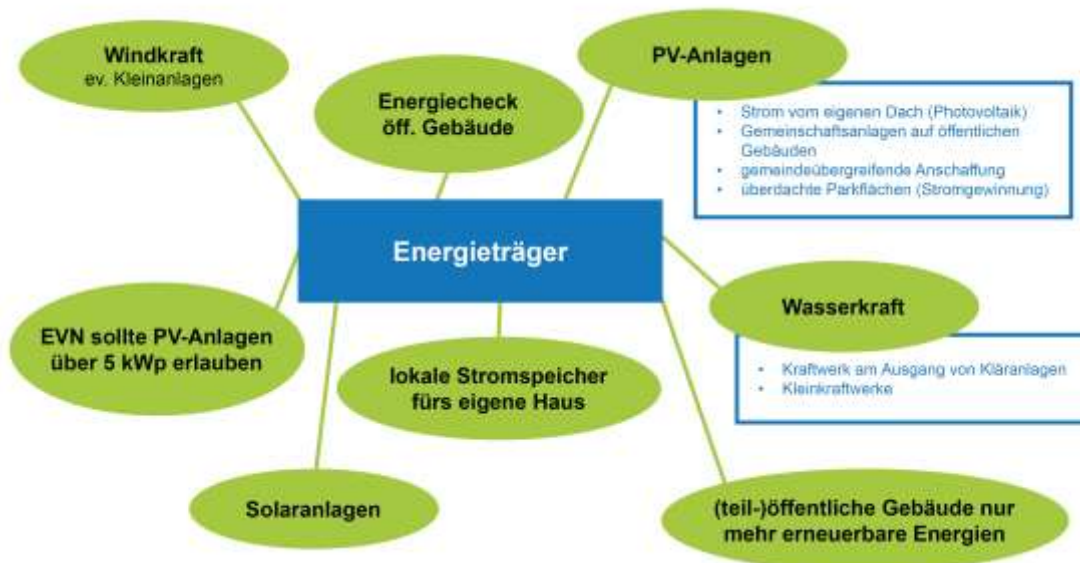 Windkraft
ev. Kleinanlagen
Energiecheck
öff. Gebäude
PV-Anlagen
• Strom vom eigenen Dach (Photovoltaik)
• Gemeinschaftsanlagen auf öffentlichen
Gebäuden
• gemeindeübergreifende Anschaffung
• überdachte Parkflächen (Stromgewinnung)
Energieträger
Wasserkraft
• Kraftwerk am Ausgang von Kläranlagen
• Kleinkraftwerke
EVN sollte PV-Anlagen
über 5 kWp erlauben
lokale Stromspeicher
fürs eigene Haus
Solaranlagen
(teil-)öffentliche Gebäude nur
mehr erneuerbare Energien